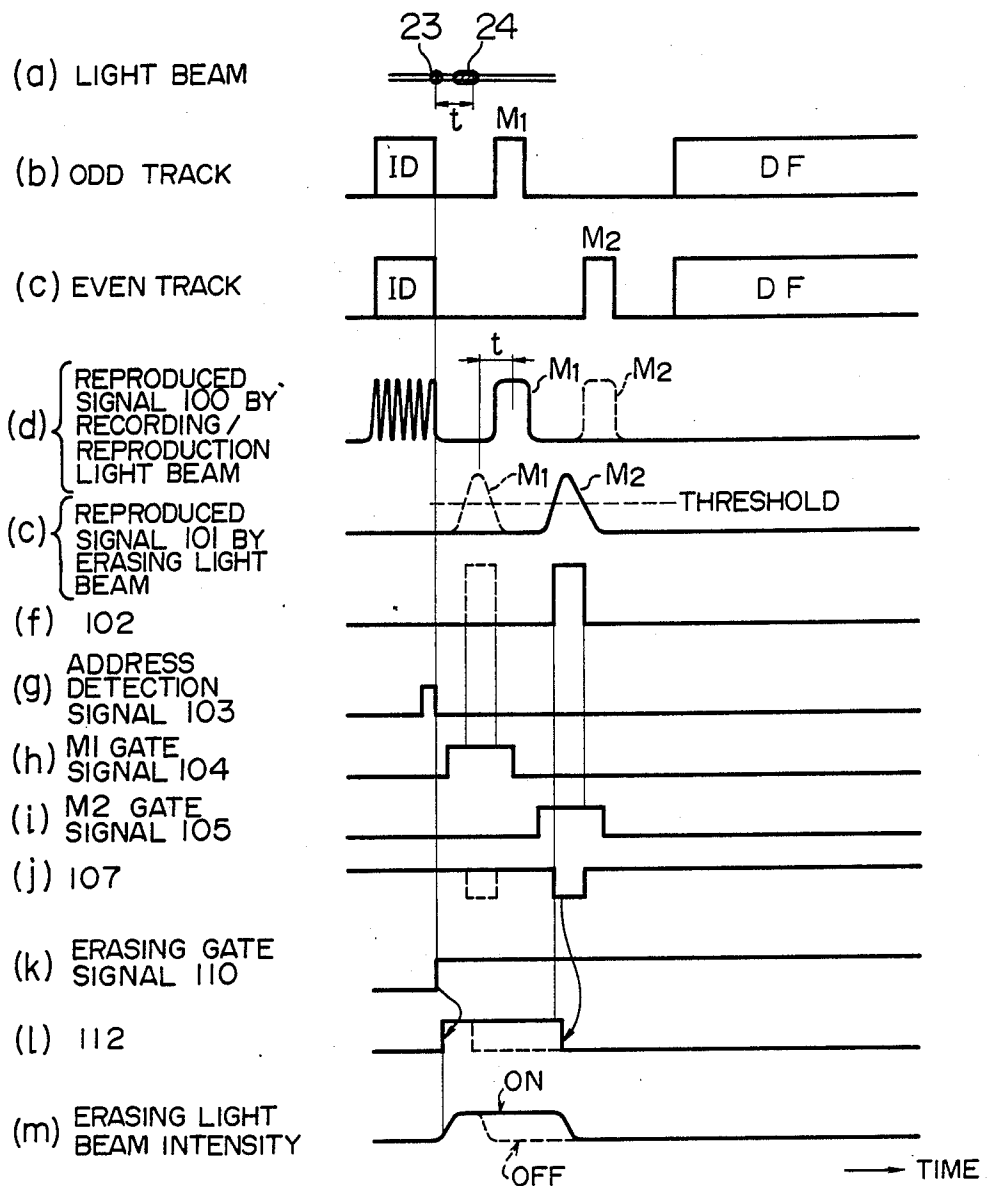 23 24
(a) LIGHT BEAM
t
M1
(b) ODD TRACK ID DF
M2
(c) EVEN TRACK ID DF
t
(d) REPRODUCED SIGNAL 100 BY RECORDING / REPRODUCTION LIGHT BEAM
M1 M2
M1 M2
THRESHOLD
(c) REPRODUCED SIGNAL 101 BY ERASING LIGHT BEAM
(f) 102
(g) ADDRESS DETECTION SIGNAL 103
(h) M1 GATE SIGNAL 104
(i) M2 GATE SIGNAL 105
(j) 107
(k) ERASING GATE SIGNAL 110
(l) 112
ON
(m) ERASING LIGHT BEAM INTENSITY
OFF
TIME